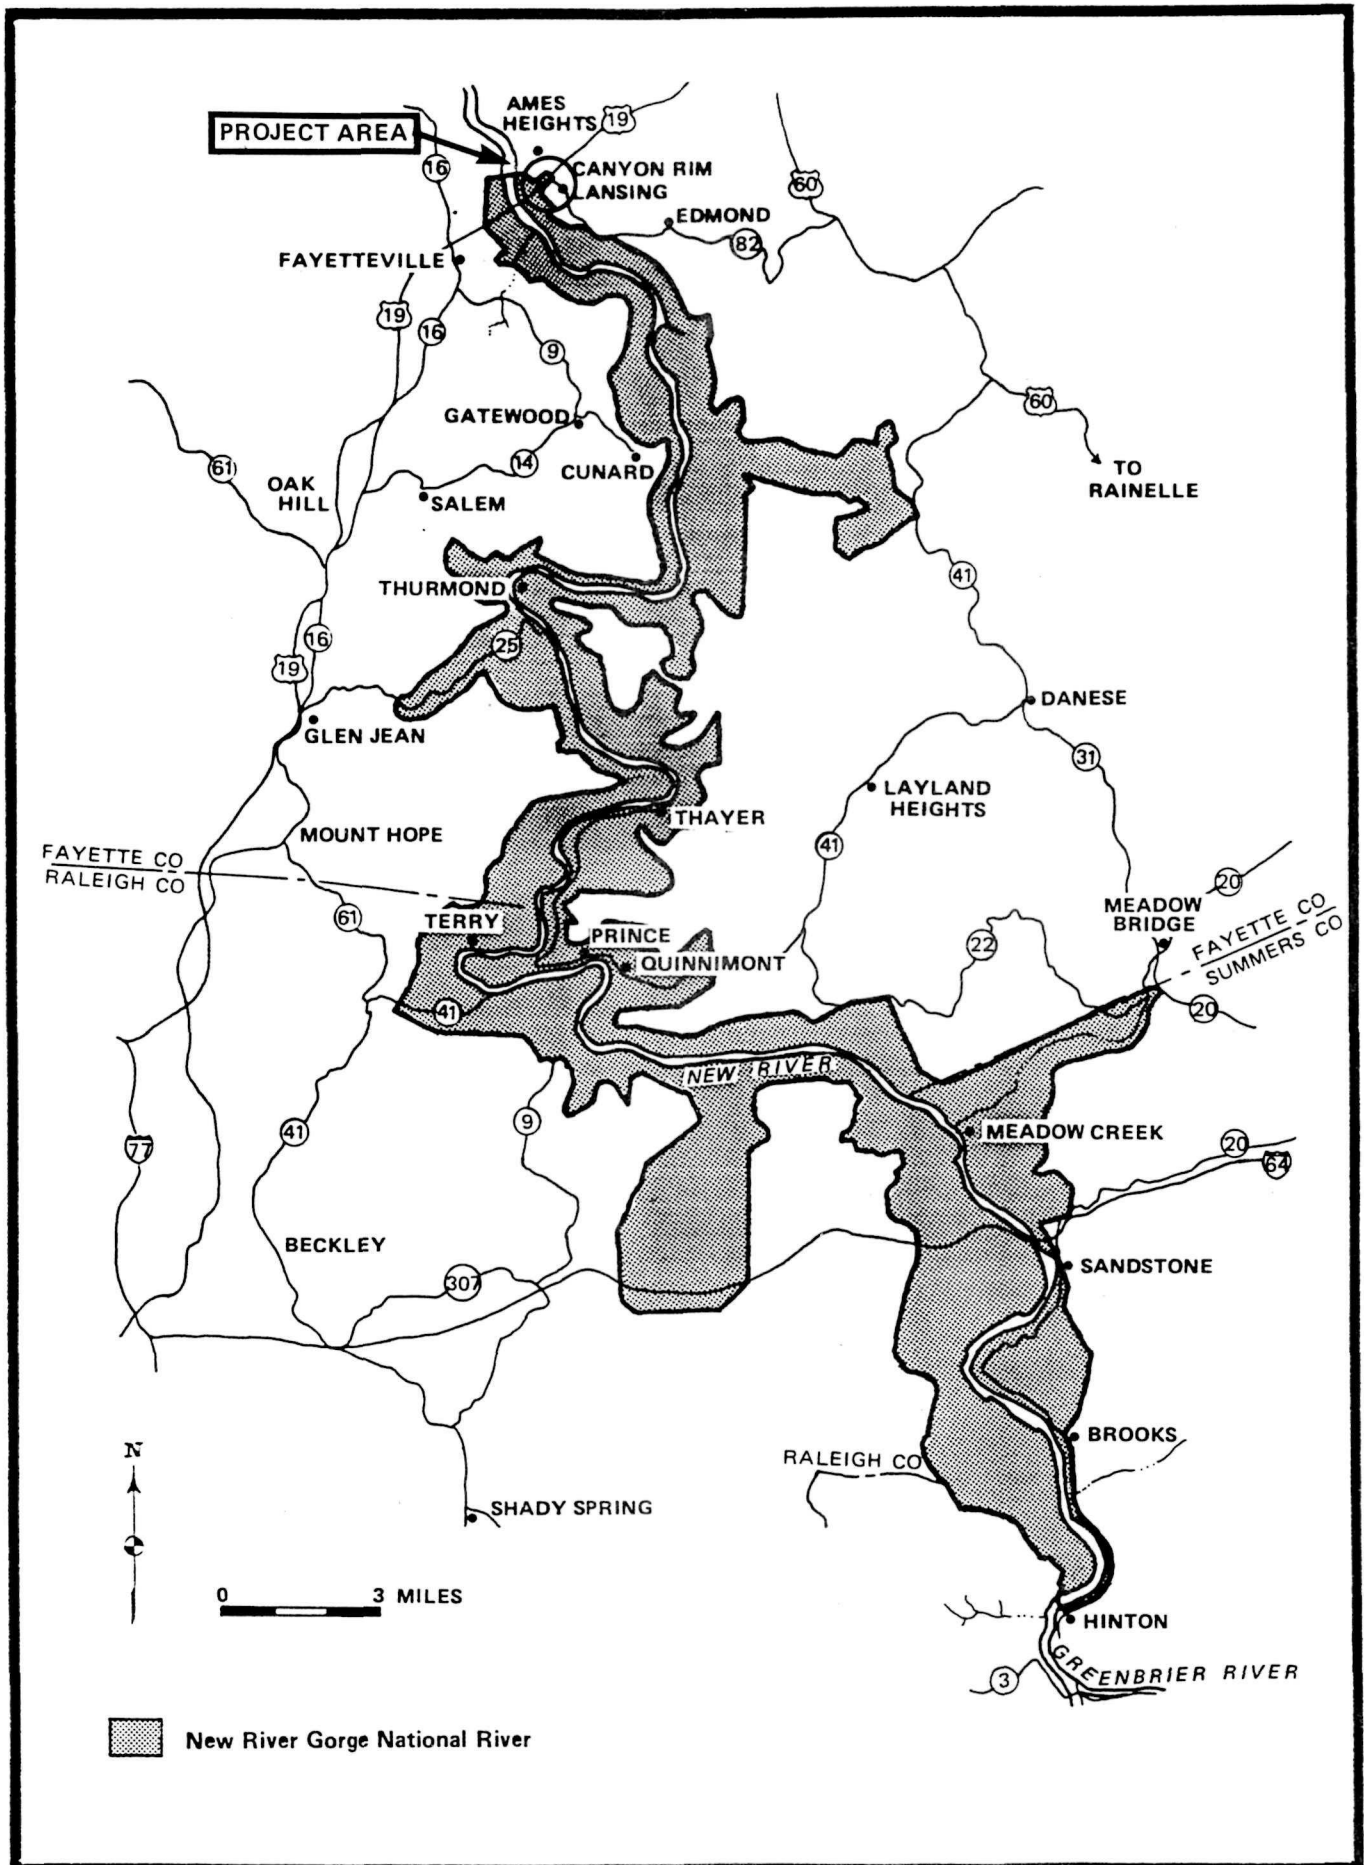 AMES
HEIGHTS
19
PROJECT AREA
16
CANYON RIM
LANSING
60
EDMOND
82
FAYETTEVILLE
19
16
9
60
GATEWOOD
61
14
CUNARD
TO
RAINELLE
OAK
HILL
SALEM
41
THURMOND
16
25
19
DANESE
GLEN JEAN
31
LAYLAND
HEIGHTS
THAYER
MOUNT HOPE
41
FAYETTE CO
RALEIGH CO
20
MEADOW
BRIDGE
61
TERRY
FAYETTE CO
SUMMERS CO
PRINCE
22
QUINNIMONT
41
20
NEW RIVER
9
41
MEADOW CREEK
77
20
64
BECKLEY
SANDSTONE
307
BROOKS
N
RALEIGH CO
SHADY SPRING
0 3 MILES
HINTON
GREENBRIER RIVER
3
New River Gorge National River